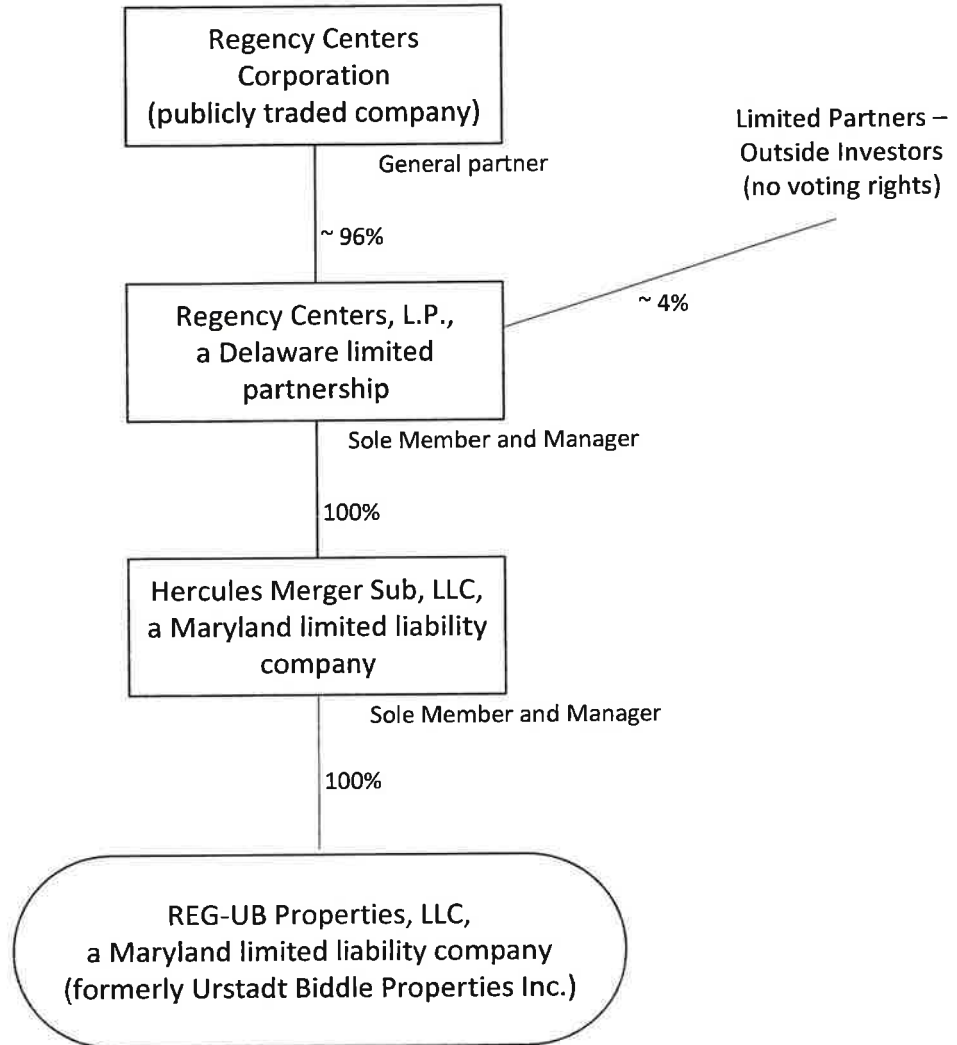 Regency Centers
Corporation
(publicly traded company)
General partner
Limited Partners –
Outside Investors
(no voting rights)
~ 96%
~ 4%
Regency Centers, L.P.,
a Delaware limited
partnership
Sole Member and Manager
100%
Hercules Merger Sub, LLC,
a Maryland limited liability
company
Sole Member and Manager
100%
REG-UB Properties, LLC,
a Maryland limited liability company
(formerly Urstadt Biddle Properties Inc.)